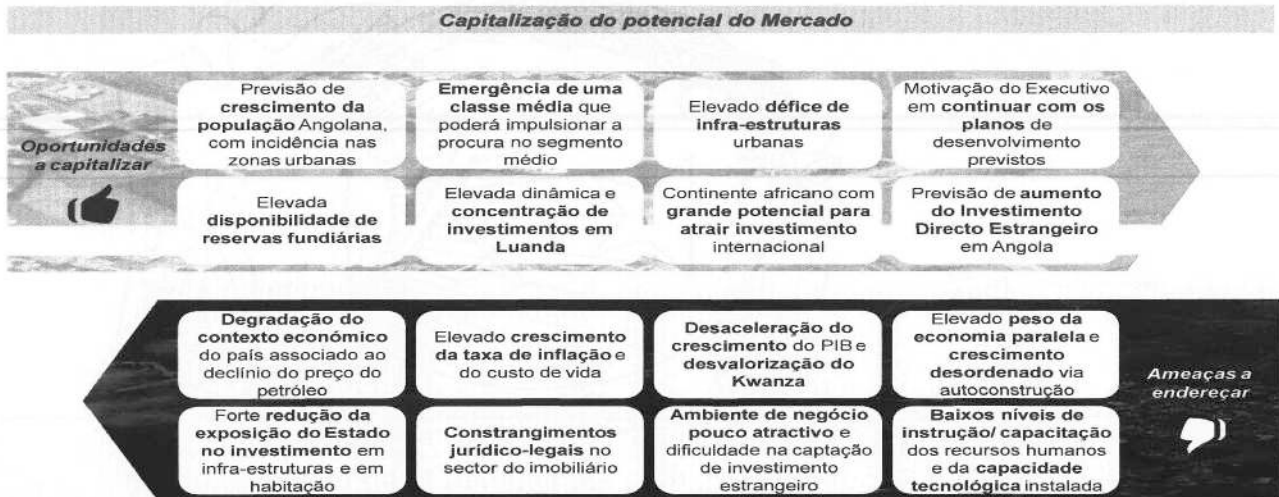 Capitalização do potencial do Mercado
Oportunidades
a capitalizar
Previsão de
crescimento da
população Angolana,
com incidência nas
zonas urbanas
Emergência de uma
classe média que
poderá impulsionar a
procura no segmento
médio
Elevado défice de
infra-estruturas
urbanas
Motivação do Executivo
em continuar com os
planos de
desenvolvimento
previstos
Elevada
disponibilidade de
reservas fundiárias
Elevada dinâmica e
concentração de
investimentos em
Luanda
Continente africano com
grande potencial para
atrair investimento
internacional
Previsão de aumento
do Investimento
Directo Estrangeiro
em Angola
Degradação do
contexto económico
do país associado ao
declínio do preço do
petróleo
Elevado crescimento
da taxa de inflação e
do custo de vida
Desaceleração do
crescimento do PIB e
desvalorização do
Kwanza
Elevado peso da
economia paralela e
crescimento
desordenado via
autoconstrução
Ameaças a
endereçar
Forte redução da
exposição do Estado
no investimento em
infra-estruturas e em
habitação
Constrangimentos
jurídico-legais no
sector do imobiliário
Ambiente de negócio
pouco atractivo e
dificuldade na captação
de investimento
estrangeiro
Baixos níveis de
instrução/ capacitação
dos recursos humanos
e da capacidade
tecnológica instalada